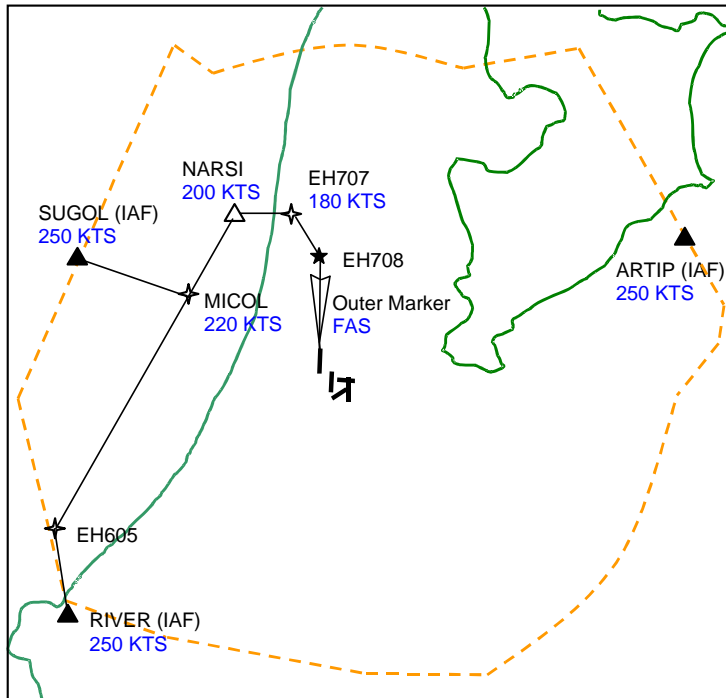 NARSI
200 KTS
EH707
180 KTS
SUGOL (IAF)
250 KTS
EH708
ARTIP (IAF)
250 KTS
MICOL
220 KTS
Outer Marker
FAS
EH605
RIVER (IAF)
250 KTS